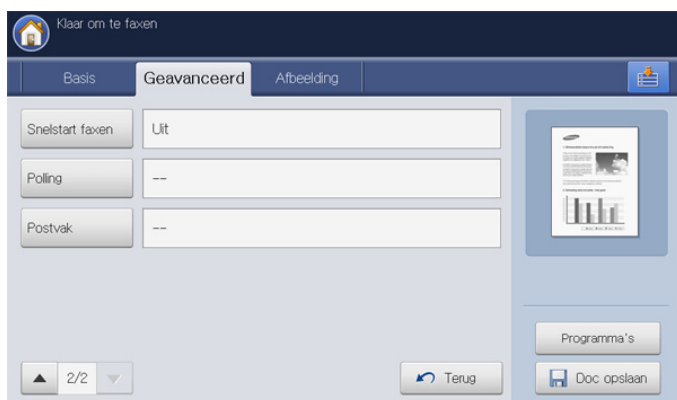 Klaar om te faxen
Basis
Geavanceerd
Afbeelding
Snelstart faxen
Uit
Polling
--
Postvak
--
2/2
Terug
Programma's
Doc opslaan